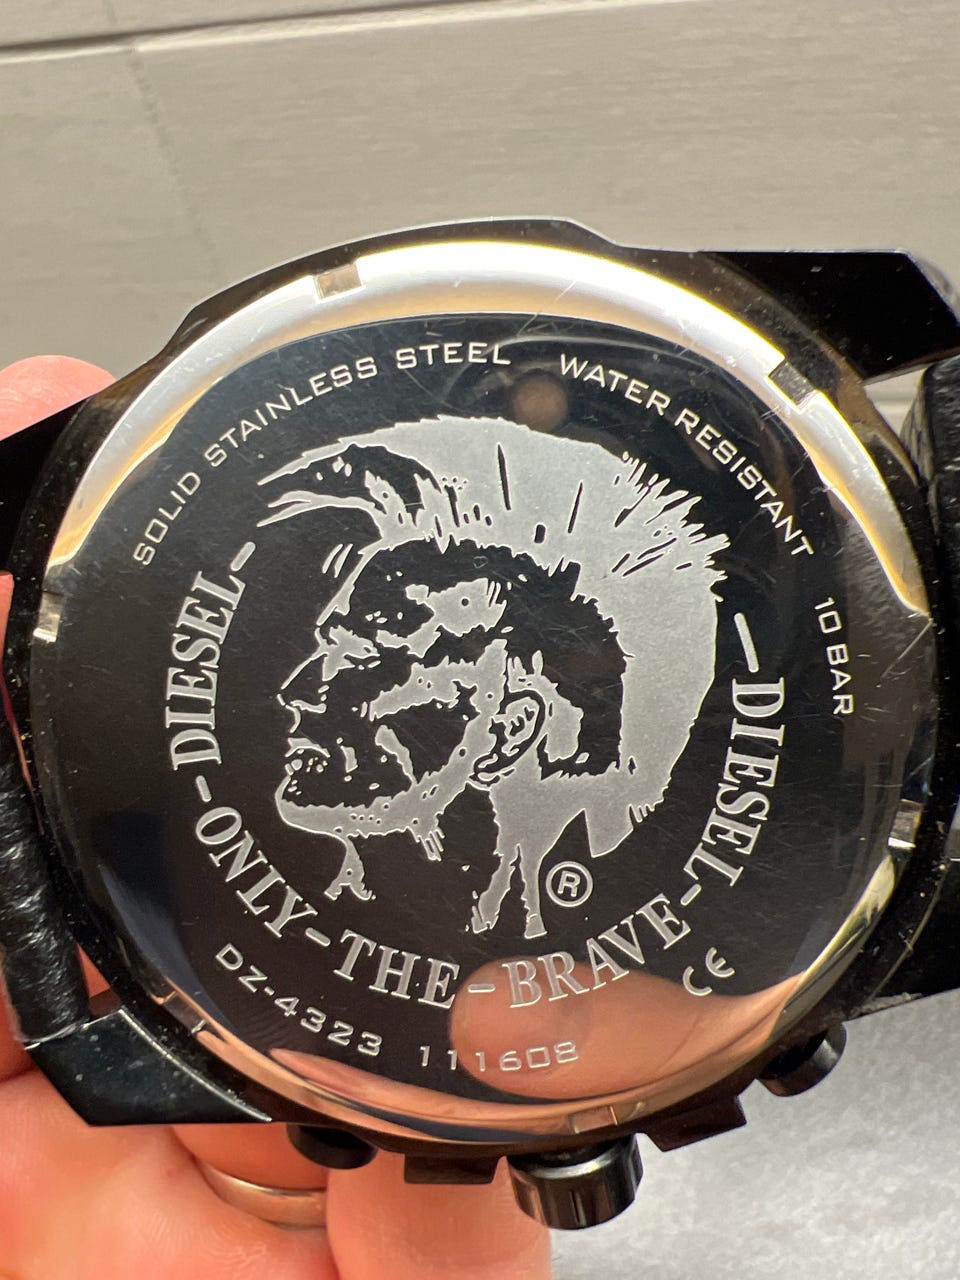 SOLID STAINLESS STEEL WATER RESISTANT 10 BAR
-DIESEL-ONLY-THE-BRAVE-DIESEL-
®
CE
DZ-4323 111608